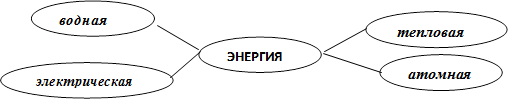 водная
тепловая
ЭНЕРГИЯ
электрическая
атомная